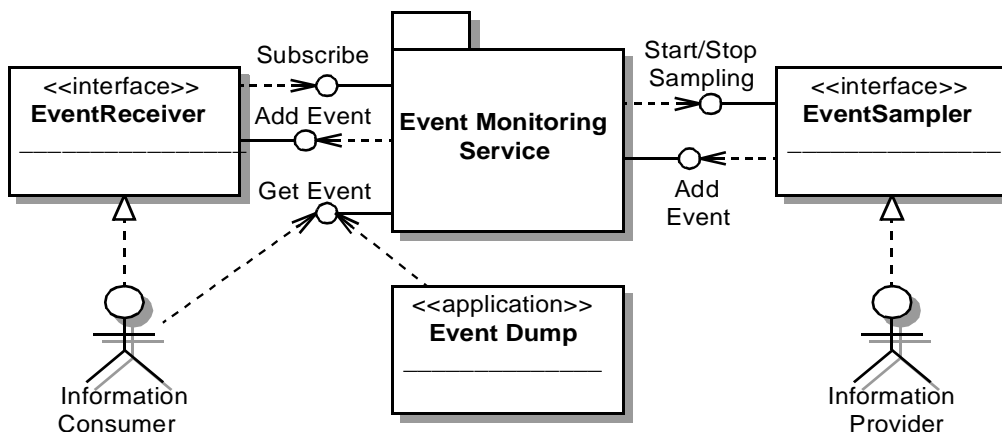 Subscribe
Start/Stop
Sampling
<<interface>>
EventReceiver
Add Event
Event Monitoring
Service
<<interface>>
EventSampler
Get Event
Add
Event
<<application>>
Event Dump
Information
Consumer
Information
Provider